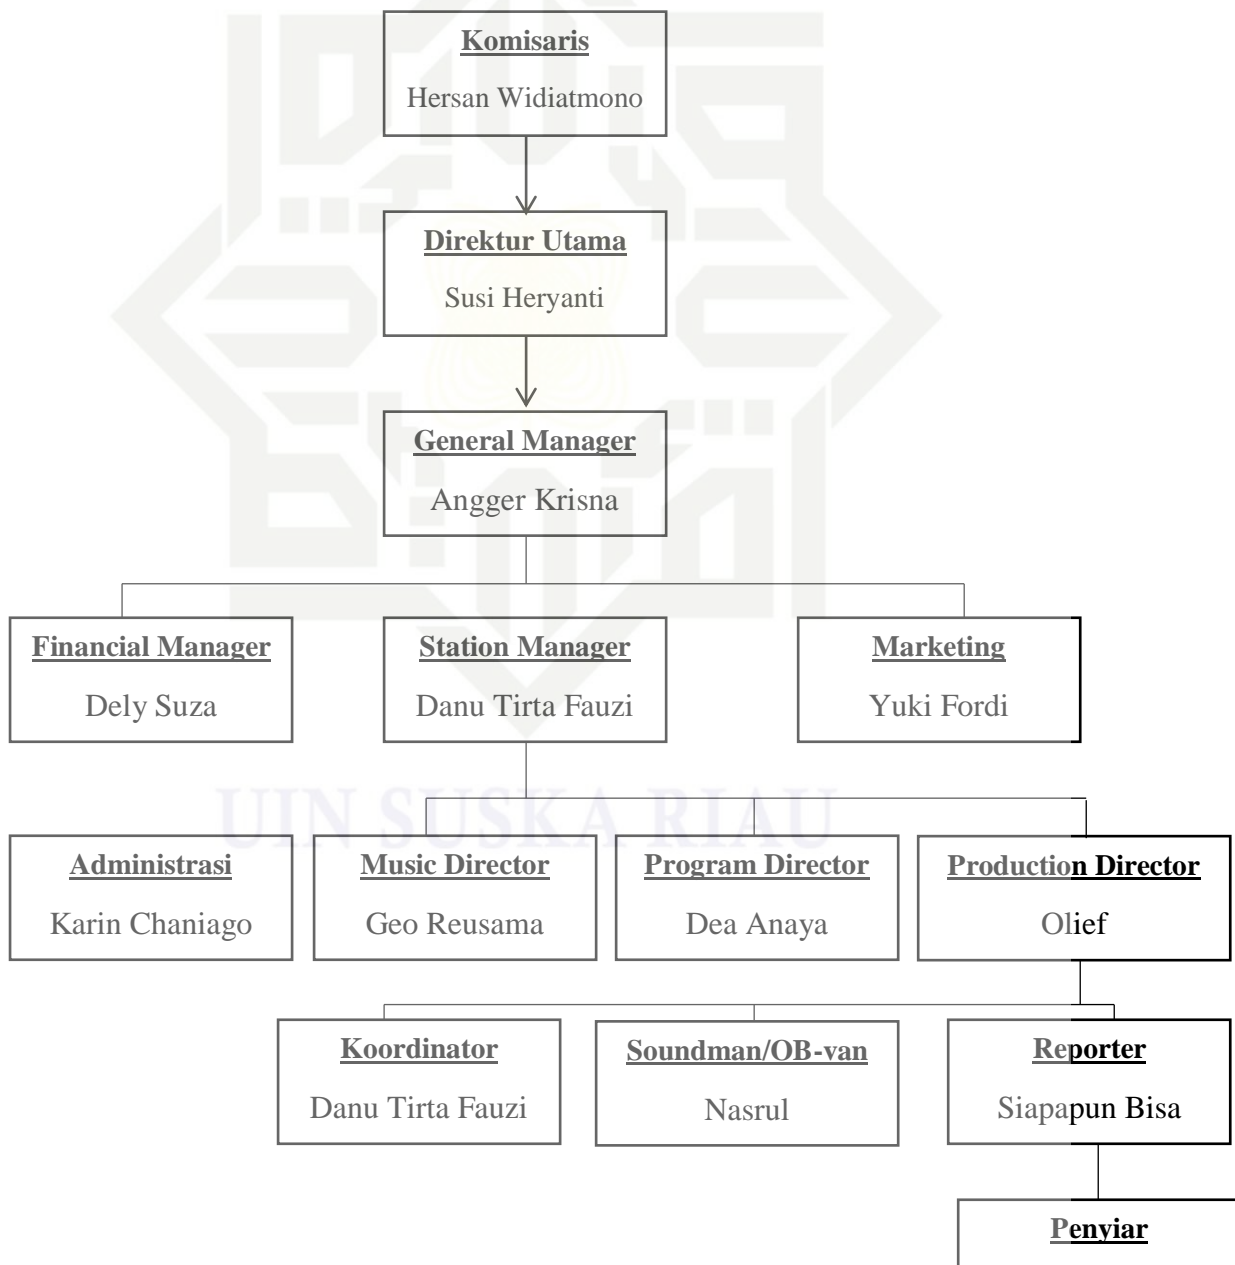 Komisaris
Hersan Widiatmono
Direktur Utama
Susi Heryanti
General Manager
Angger Krisna
Financial Manager
Dely Suza
Station Manager
Danu Tirta Fauzi
Marketing
Yuki Fordi
UIN SUSKA RIAU
Administrasi
Karin Chaniago
Music Director
Geo Reusama
Program Director
Dea Anaya
Production Director
Olief
Koordinator
Danu Tirta Fauzi
Soundman/OB-van
Nasrul
Reporter
Siapapun Bisa
Penyiar